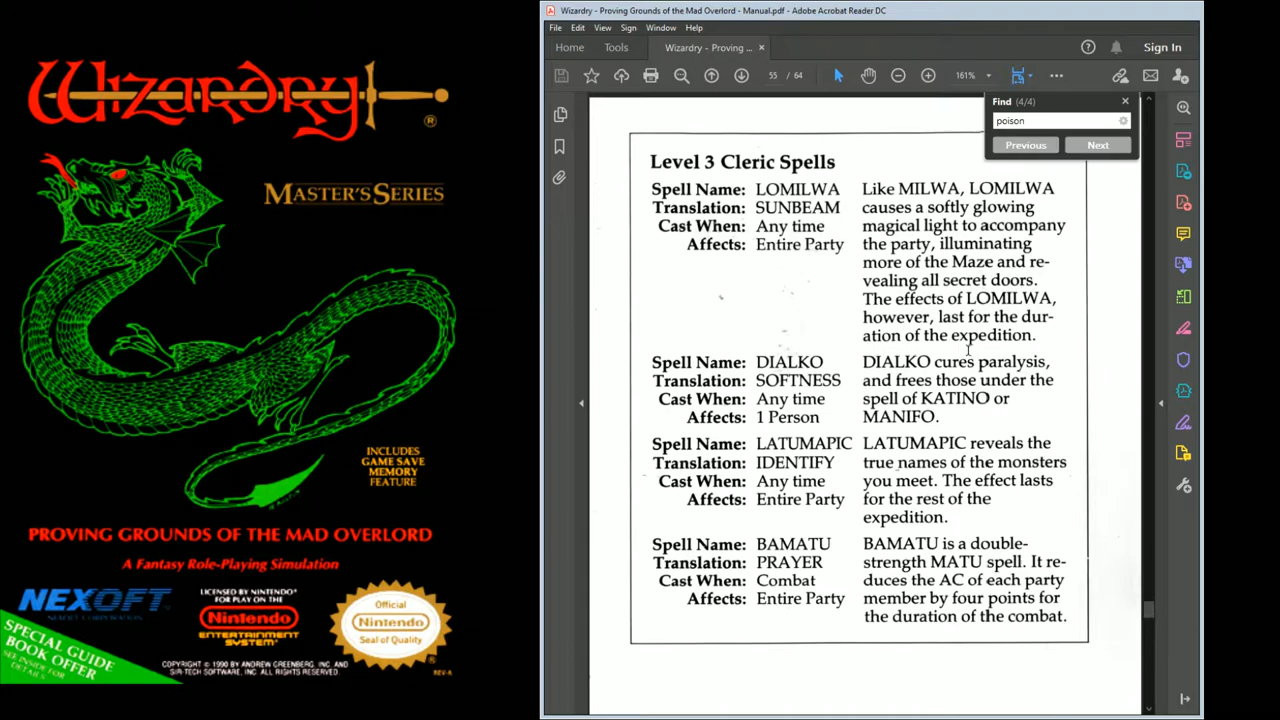 Wizardry
®
MASTER'S SERIES
INCLUDES
GAME SAVE
MEMORY
FEATURE
PROVING GROUNDS OF THE MAD OVERLORD
A Fantasy Role-Playing Simulation
NEXOFT
NEXOFT CORPORATION
LICENSED BY NINTENDO®
FOR PLAY ON THE
Nintendo
ENTERTAINMENT
SYSTEM®
Official
Nintendo
Seal of Quality
SPECIAL GUIDE
BOOK OFFER
SEE INSIDE FOR
DETAILS
COPYRIGHT © 1990 BY ANDREW GREENBERG, INC. AND
SIR-TECH SOFTWARE, INC. ALL RIGHTS RESERVED.
REV-A
Wizardry - Proving Grounds of the Mad Overlord - Manual.pdf - Adobe Acrobat Reader DC
File Edit View Sign Window Help
Home Tools Wizardry - Proving ... × Sign In
55 / 64 161%
Find (4/4)
poison
Previous Next
Level 3 Cleric Spells
Spell Name: LOMILWA
Translation: SUNBEAM
Cast When: Any time
Affects: Entire Party
Like MILWA, LOMILWA
causes a softly glowing
magical light to accompany
the party, illuminating
more of the Maze and re-
vealing all secret doors.
The effects of LOMILWA,
however, last for the dur-
ation of the expedition.
Spell Name: DIALKO
Translation: SOFTNESS
Cast When: Any time
Affects: 1 Person
DIALKO cures paralysis,
and frees those under the
spell of KATINO or
MANIFO.
Spell Name: LATUMAPIC
Translation: IDENTIFY
Cast When: Any time
Affects: Entire Party
LATUMAPIC reveals the
true names of the monsters
you meet. The effect lasts
for the rest of the
expedition.
Spell Name: BAMATU
Translation: PRAYER
Cast When: Combat
Affects: Entire Party
BAMATU is a double-
strength MATU spell. It re-
duces the AC of each party
member by four points for
the duration of the combat.